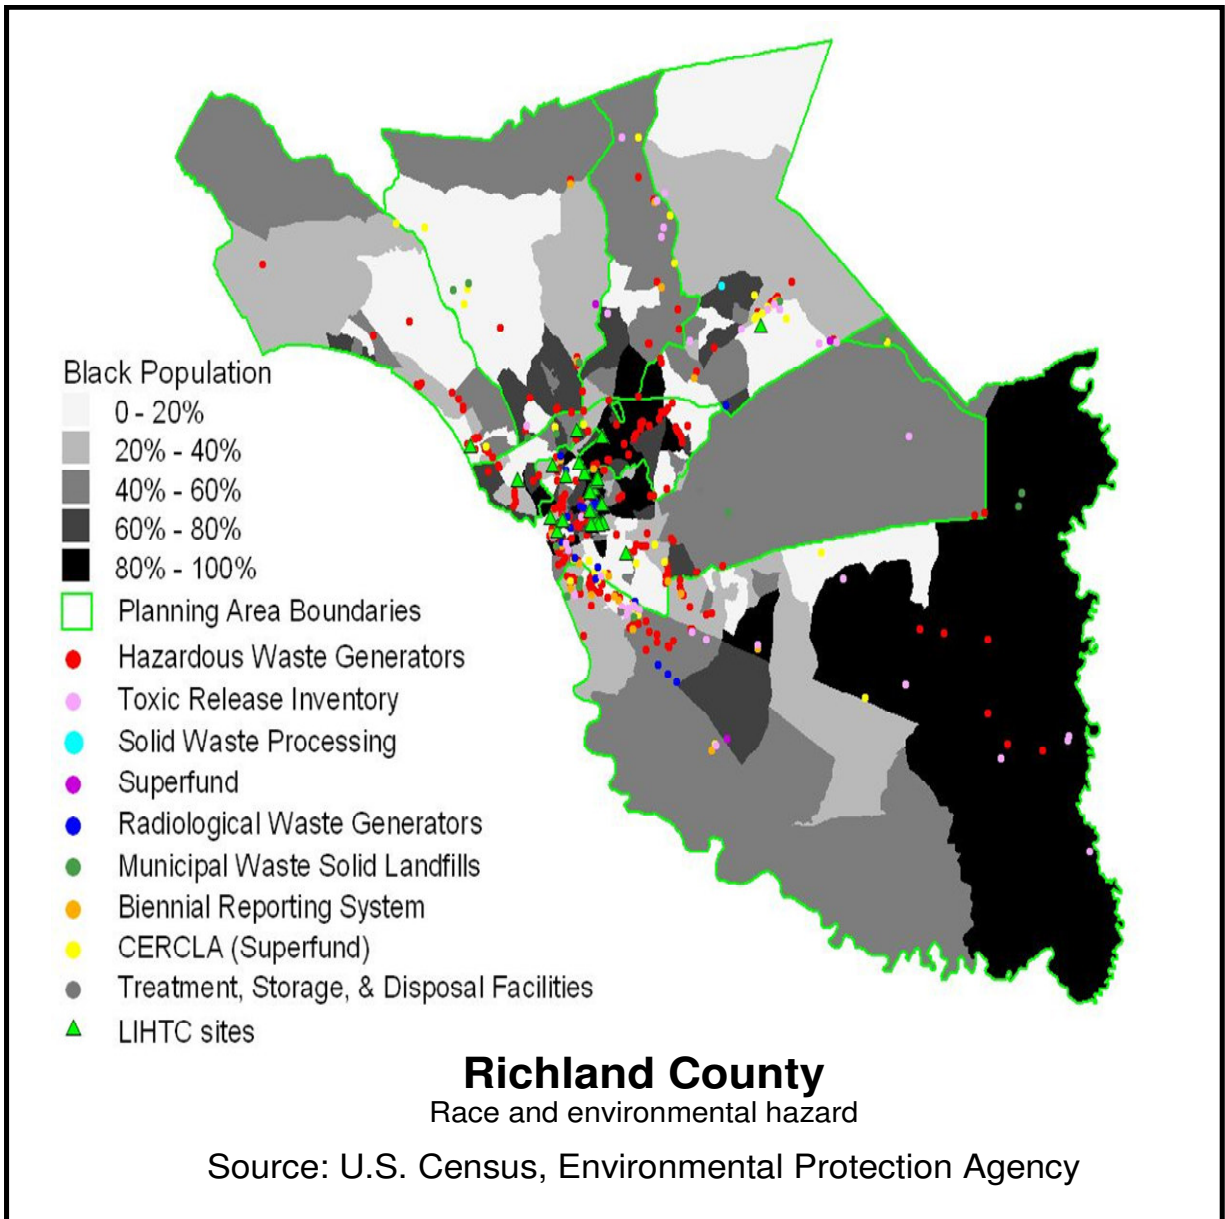 Black Population
0 - 20%
20% - 40%
40% - 60%
60% - 80%
80% - 100%
Planning Area Boundaries
Hazardous Waste Generators
Toxic Release Inventory
Solid Waste Processing
Superfund
Radiological Waste Generators
Municipal Waste Solid Landfills
Biennial Reporting System
CERCLA (Superfund)
Treatment, Storage, & Disposal Facilities
LIHTC sites
Richland County
Race and environmental hazard
Source: U.S. Census, Environmental Protection Agency